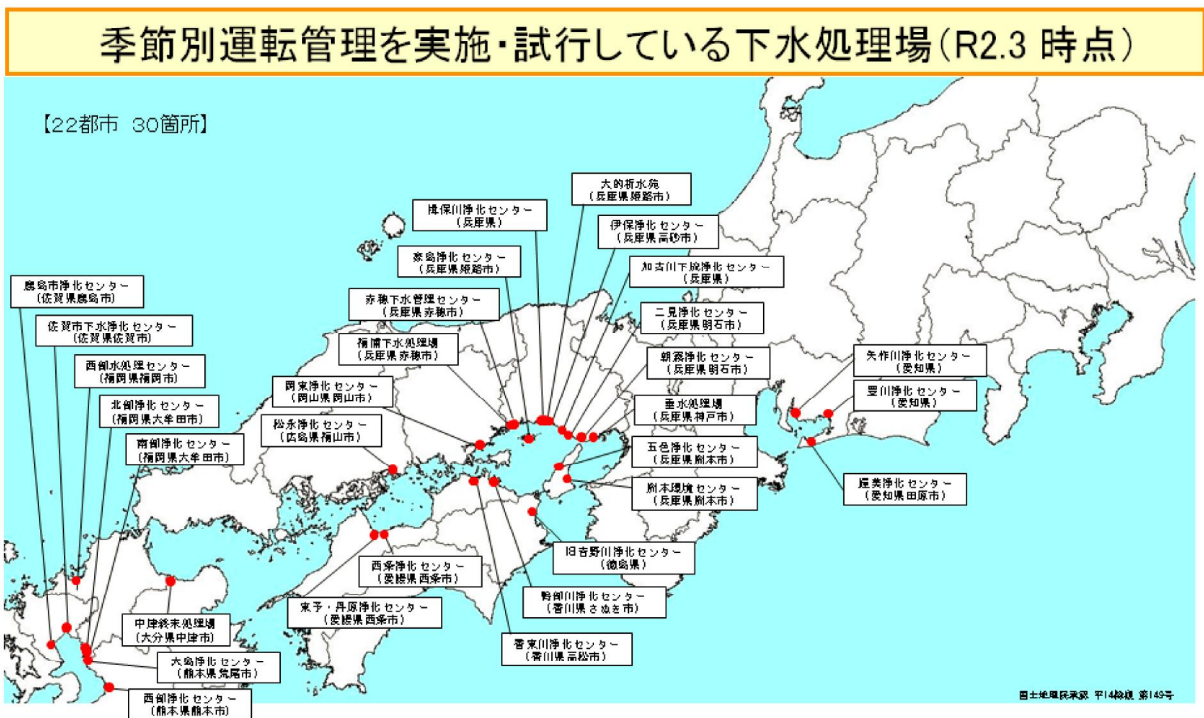 季節別運転管理を実施・試行している下水処理場(R2.3 時点)
【22都市 30箇所】
大的析水苑
(兵庫県姫路市)
揖保川浄化センター
(兵庫県)
伊保浄化センター
(兵庫県高砂市)
家島浄化センター
(兵庫県姫路市)
加古川下流浄化センター
(兵庫県)
鹿島市浄化センター
(佐賀県鹿島市)
赤穂下水管理センター
(兵庫県赤穂市)
二見浄化センター
(兵庫県明石市)
佐賀市下水浄化センター
(佐賀県佐賀市)
福浦下水処理場
(兵庫県赤穂市)
朝霧浄化センター
(兵庫県明石市)
矢作川浄化センター
(愛知県)
西部水処理センター
(福岡県福岡市)
岡東浄化センター
(岡山県岡山市)
垂水処理場
(兵庫県神戸市)
豊川浄化センター
(愛知県)
北部浄化センター
(福岡県大牟田市)
松永浄化センター
(広島県福山市)
南部浄化センター
(福岡県大牟田市)
五色浄化センター
(兵庫県洲本市)
洲本環境センター
(兵庫県洲本市)
渥美浄化センター
(愛知県田原市)
旧吉野川浄化センター
(徳島県)
西条浄化センター
(愛媛県西条市)
鴨部川浄化センター
(香川県さぬき市)
東予・丹原浄化センター
(愛媛県西条市)
中津終末処理場
(大分県中津市)
香東川浄化センター
(香川県高松市)
大島浄化センター
(熊本県荒尾市)
西部浄化センター
(熊本県熊本市)
国土地理院承認 平14総複 第149号